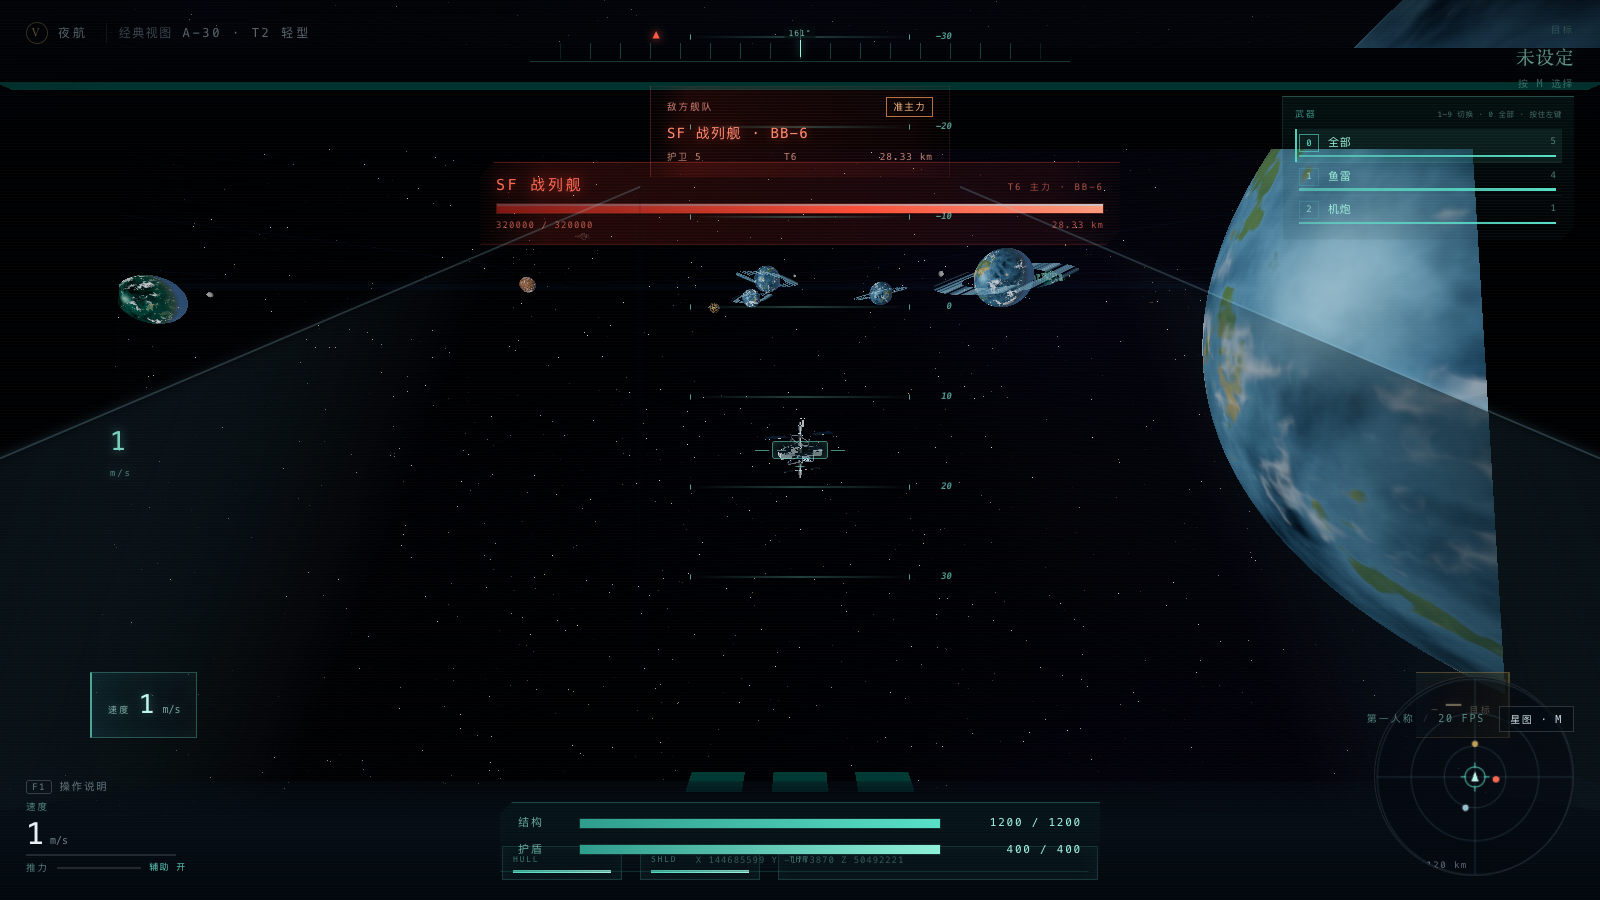 V 夜航 经典视图 A-30 · T2 轻型
161°
-30
目标
未设定
按 M 选择
敌方舰队 准主力
SF 战列舰 · BB-6
护卫 5 T6 28.33 km
-20
武器 1-9 切换 · 0 全部 · 按住左键
0 全部 5
1 鱼雷 4
2 机炮 1
SF 战列舰 T6 主力 · BB-6
320000 / 320000 28.33 km
-10
0
10
20
30
1
m/s
速度 1 m/s
目标
第一人称 / 20 FPS 星图 · M
F1 操作说明
速度
1 m/s
推力 辅助 开
结构 1200 / 1200
护盾 400 / 400
HULL SHLD THR
X 144685599 Z 50492221